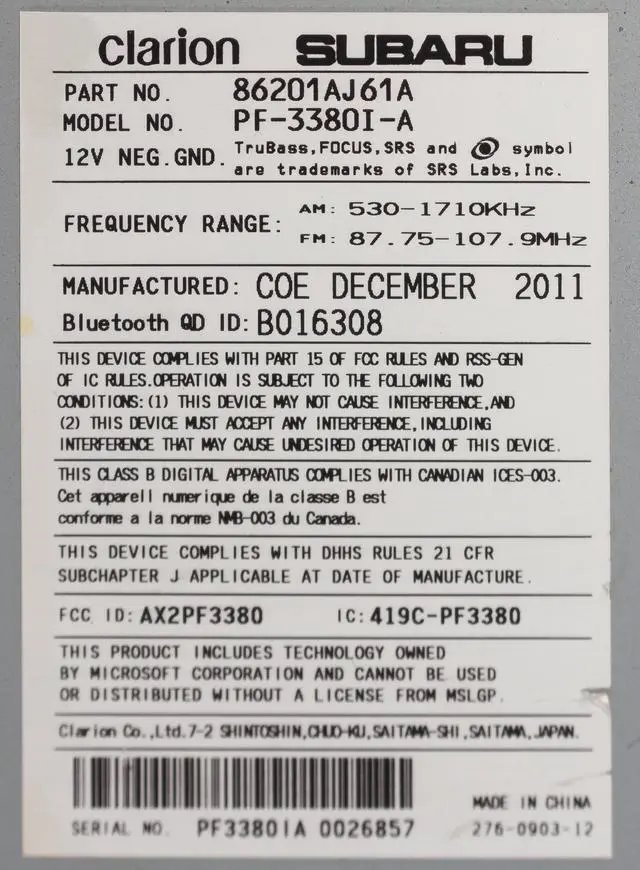 clarion SUBARU
PART NO. 86201AJ61A
MODEL NO. PF-3380I-A
12V NEG.GND. TruBass,FOCUS,SRS and symbol
are trademarks of SRS Labs,Inc.
FREQUENCY RANGE: AM: 530-1710KHz
FM: 87.75-107.9MHz
MANUFACTURED: COE DECEMBER 2011
Bluetooth QD ID: B016308
THIS DEVICE COMPLIES WITH PART 15 OF FCC RULES AND RSS-GEN
OF IC RULES.OPERATION IS SUBJECT TO THE FOLLOWING TWO
CONDITIONS:(1) THIS DEVICE MAY NOT CAUSE INTERFERENCE,AND
(2) THIS DEVICE MUST ACCEPT ANY INTERFERENCE,INCLUDING
INTERFERENCE THAT MAY CAUSE UNDESIRED OPERATION OF THIS DEVICE.
THIS CLASS B DIGITAL APPARATUS COMPLIES WITH CANADIAN ICES-003.
Cet appareil numerique de la classe B est
conforme a la norme NMB-003 du Canada.
THIS DEVICE COMPLIES WITH DHHS RULES 21 CFR
SUBCHAPTER J APPLICABLE AT DATE OF MANUFACTURE.
FCC ID: AX2PF3380 IC: 419C-PF3380
THIS PRODUCT INCLUDES TECHNOLOGY OWNED
BY MICROSOFT CORPORATION AND CANNOT BE USED
OR DISTRIBUTED WITHOUT A LICENSE FROM MSLGP.
Clarion Co.,Ltd.7-2 SHINTOSHIN,CHUO-KU,SAITAMA-SHI,SAITAMA,JAPAN.
MADE IN CHINA
SERIAL NO. PF3380IA 0026857 276-0903-12